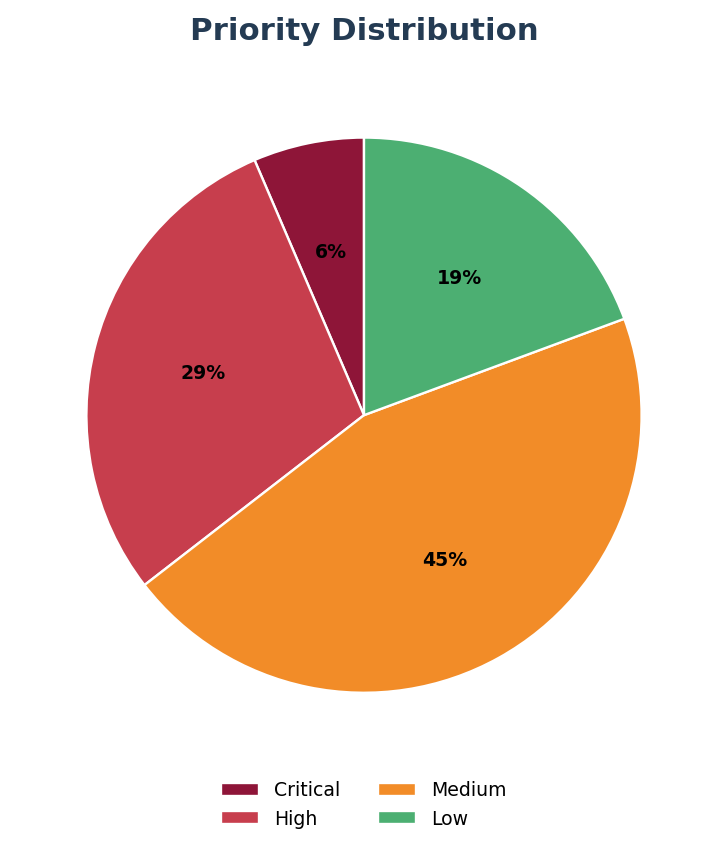 Priority Distribution
6%
19%
29%
45%
Critical
High
Medium
Low